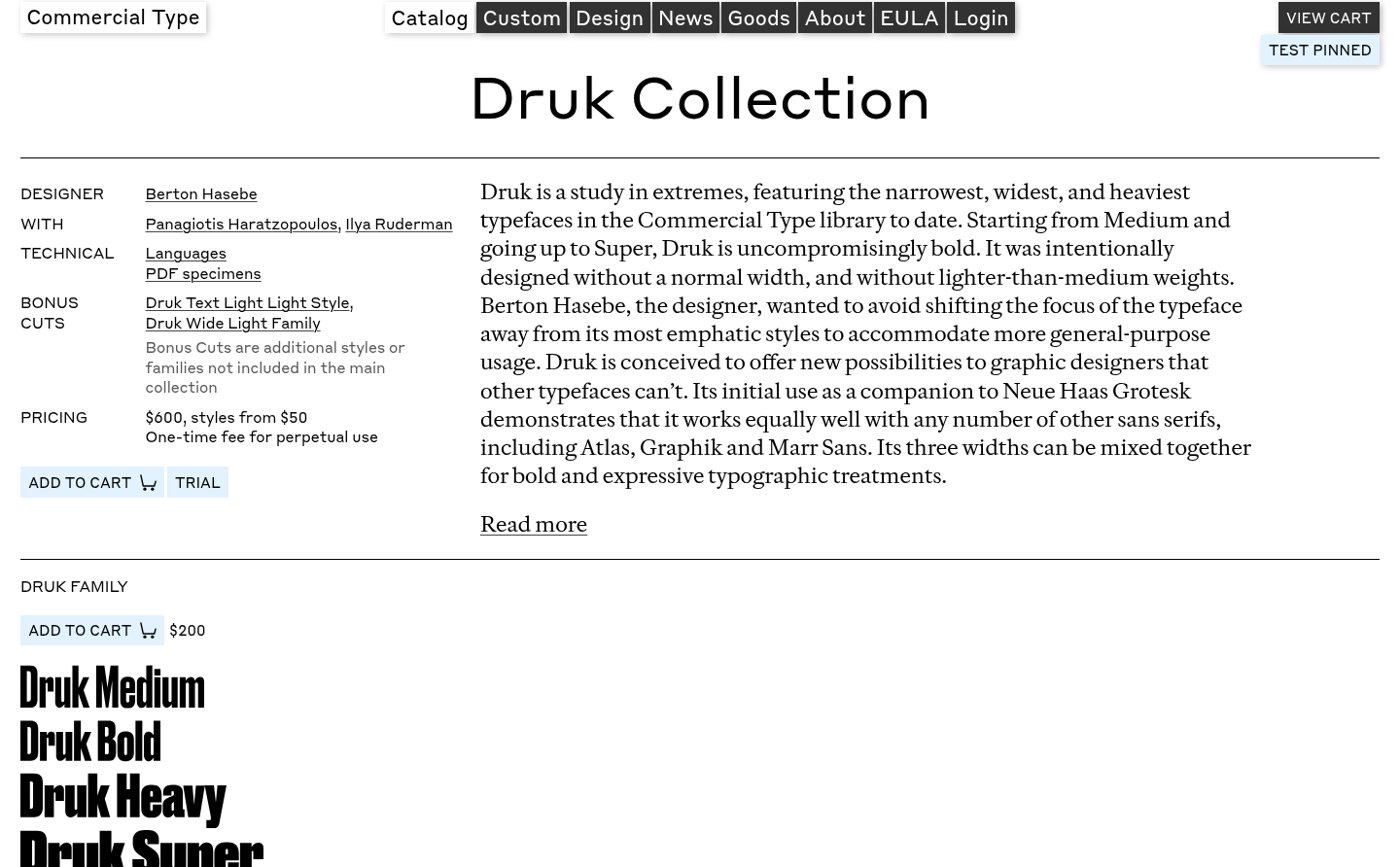 Commercial Type
Catalog Custom Design News Goods About EULA Login
VIEW CART
TEST PINNED
Druk Collection
DESIGNER Berton Hasebe
WITH Panagiotis Haratzopoulos, Ilya Ruderman
TECHNICAL Languages
PDF specimens
BONUS CUTS Druk Text Light Light Style,
Druk Wide Light Family
Bonus Cuts are additional styles or
families not included in the main
collection
PRICING $600, styles from $50
One-time fee for perpetual use
ADD TO CART TRIAL
Druk is a study in extremes, featuring the narrowest, widest, and heaviest
typefaces in the Commercial Type library to date. Starting from Medium and
going up to Super, Druk is uncompromisingly bold. It was intentionally
designed without a normal width, and without lighter-than-medium weights.
Berton Hasebe, the designer, wanted to avoid shifting the focus of the typeface
away from its most emphatic styles to accommodate more general-purpose
usage. Druk is conceived to offer new possibilities to graphic designers that
other typefaces can’t. Its initial use as a companion to Neue Haas Grotesk
demonstrates that it works equally well with any number of other sans serifs,
including Atlas, Graphik and Marr Sans. Its three widths can be mixed together
for bold and expressive typographic treatments.
Read more
DRUK FAMILY
ADD TO CART $200
Druk Medium
Druk Bold
Druk Heavy
Druk Super